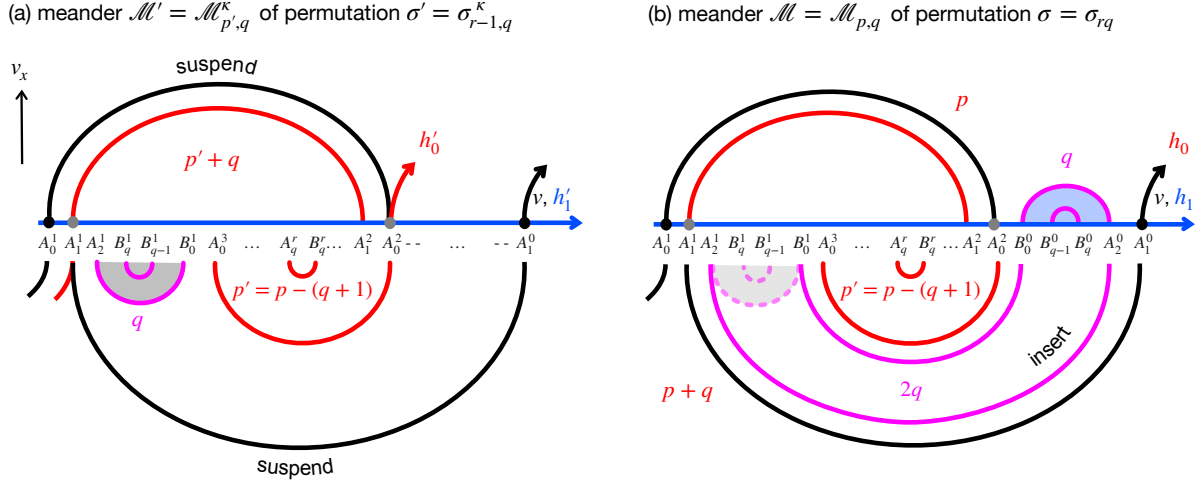 (a) meander ℳ′ = ℳ^κ_{p′,q} of permutation σ′ = σ^κ_{r−1,q}
suspend
v_x
p′ + q
h′_0
v, h′_1
A^1_0 A^1_1 A^1_2 B^1_q B^1_{q−1} B^1_0 A^3_0 … A^r_q B^r_q … A^2_1 A^2_0 - - … - - A^0_1
p′ = p − (q + 1)
q
suspend
(b) meander ℳ = ℳ_{p,q} of permutation σ = σ_{rq}
p
q
h_0
v, h_1
A^1_0 A^1_1 A^1_2 B^1_q B^1_{q−1} B^1_0 A^3_0 … A^r_q B^r_q … A^2_1 A^2_0 B^0_0 B^0_{q−1} B^0_q A^0_2 A^0_1
p′ = p − (q + 1)
insert
p + q
2q